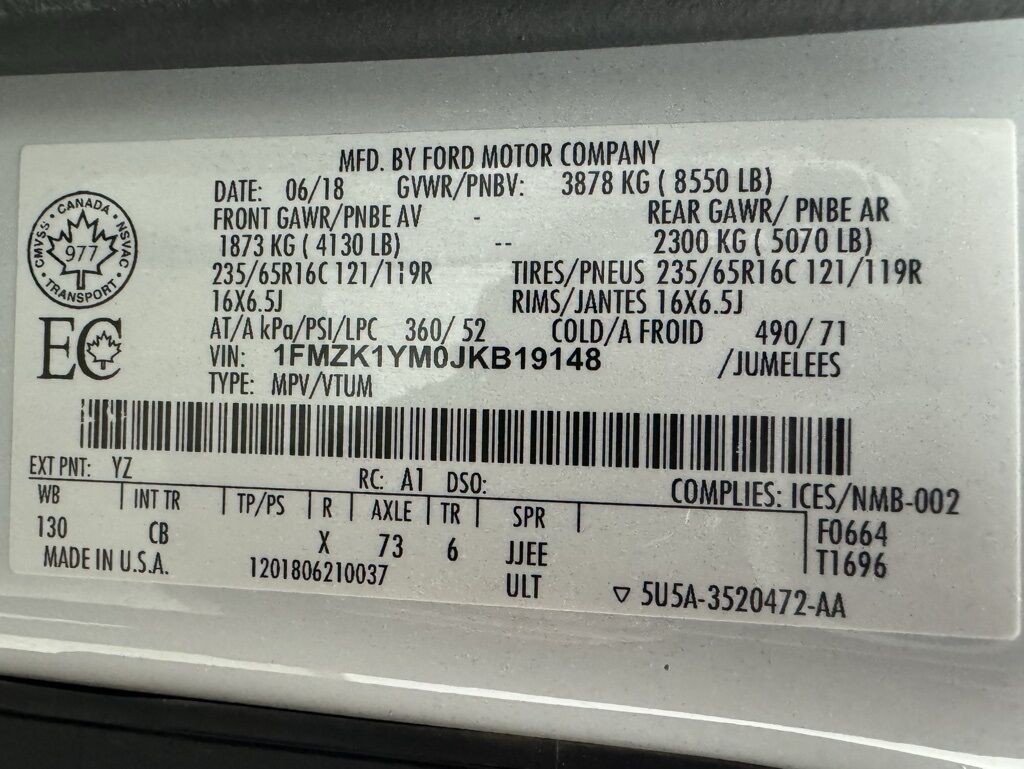 MFD. BY FORD MOTOR COMPANY
DATE: 06/18 GVWR/PNBV: 3878 KG ( 8550 LB)
FRONT GAWR/PNBE AV - REAR GAWR/ PNBE AR
1873 KG ( 4130 LB) -- 2300 KG ( 5070 LB)
235/65R16C 121/119R TIRES/PNEUS 235/65R16C 121/119R
16X6.5J RIMS/JANTES 16X6.5J
AT/A kPa/PSI/LPC 360/ 52 COLD/A FROID 490/ 71
VIN: 1FMZK1YM0JKB19148 /JUMELEES
TYPE: MPV/VTUM
CMVSS · CANADA · NSVAC · TRANSPORT
977
EC
EXT PNT: YZ RC: A1 DSO:
COMPLIES: ICES/NMB-002
WB INT TR TP/PS R AXLE TR SPR
F0664
130 CB X 73 6 JJEE
T1696
MADE IN U.S.A. 1201806210037 ULT ▽ 5U5A-3520472-AA